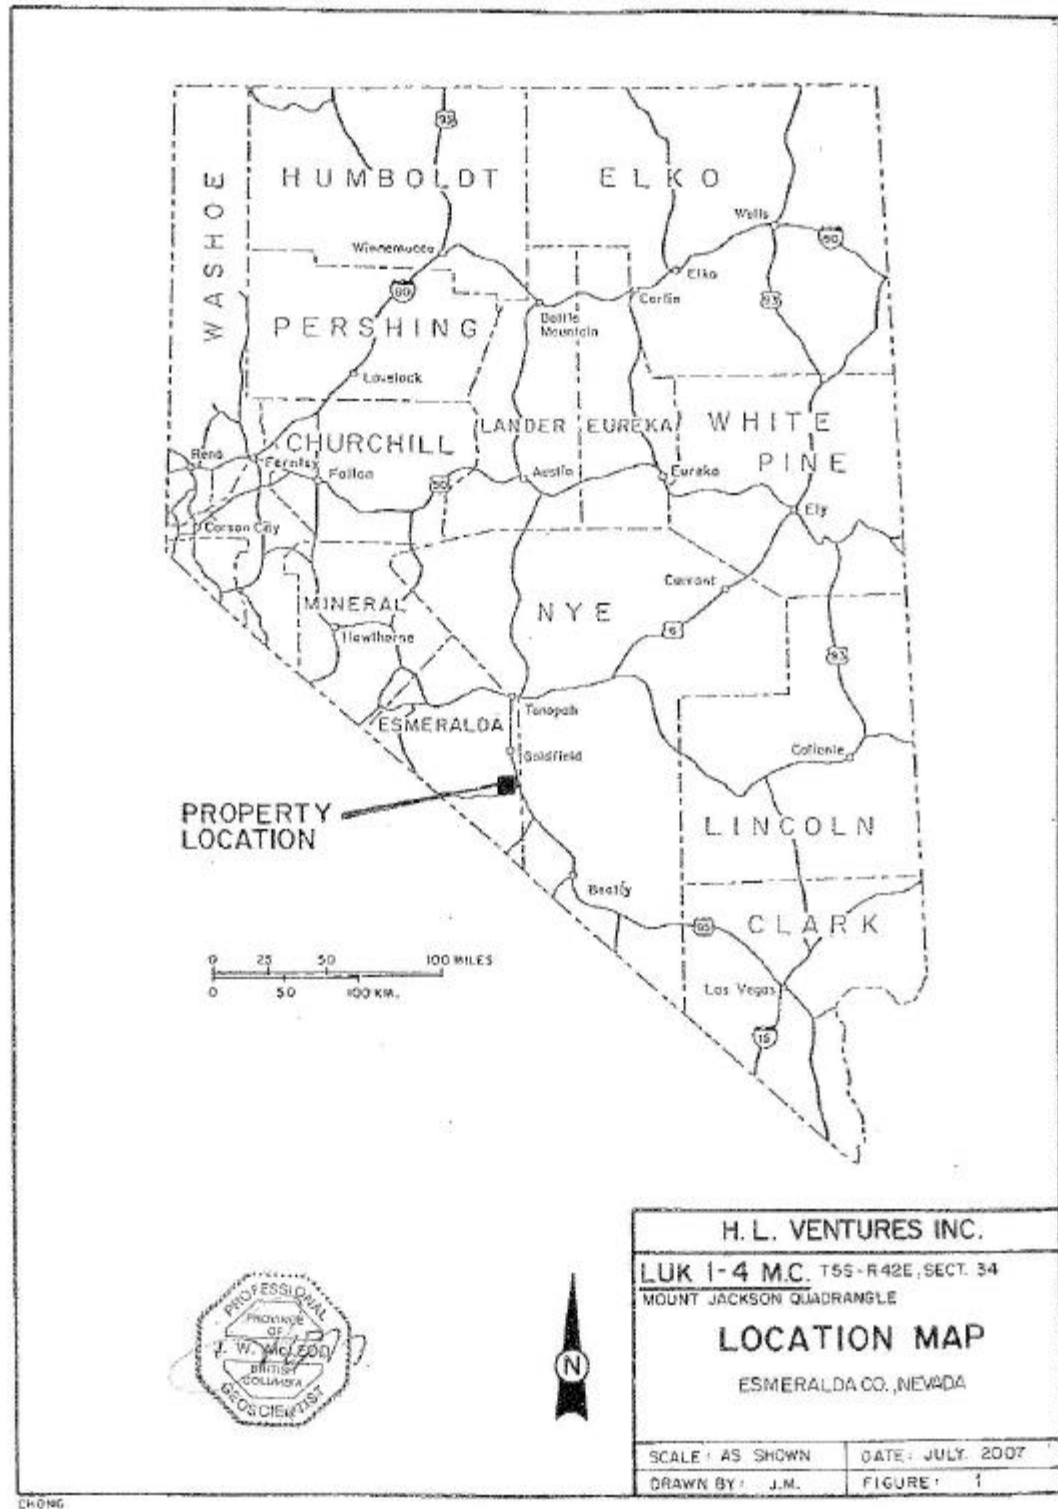 95
HUMBOLDT
ELKO
WASHOE
Wells
80
Winnemucca
Elko
80
Carlin
93
PERSHING
Battle
Mountain
Lovelock
CHURCHILL
LANDER
EUREKA
WHITE
PINE
Reno
Fernley
Fallon
50
Austin
Eureka
Ely
Carson City
Currant
MINERAL
NYE
Hawthorne
6
93
Tonopah
ESMERALDA
Goldfield
Caliente
PROPERTY
LOCATION
LINCOLN
Beatty
95
CLARK
0 25 50 100 MILES
0 50 100 KM.
Las Vegas
15
H. L. VENTURES INC.
LUK 1-4 M.C. T5S-R42E, SECT. 34
MOUNT JACKSON QUADRANGLE
LOCATION MAP
ESMERALDA CO., NEVADA
SCALE: AS SHOWN
DATE: JULY. 2007
DRAWN BY: J.M.
FIGURE: 1
PROFESSIONAL
PROVINCE
OF
J. W. McLEOD
BRITISH
COLUMBIA
GEOSCIENTIST
N
CHONG